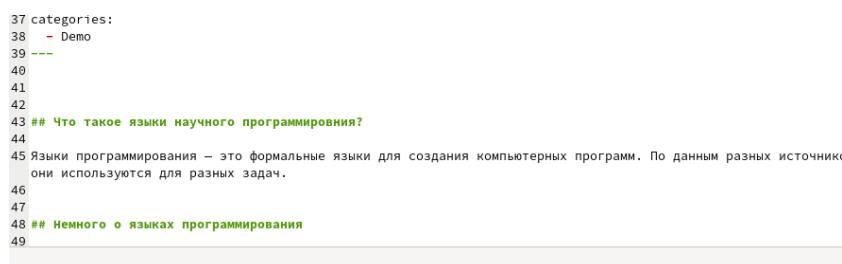 37 categories:
38   - Demo
39 ---
40
41
42
43 ## Что такое языки научного программировния?
44
45 Языки программирования — это формальные языки для создания компьютерных программ. По данным разных
они используются для разных задач.
46
47
48 ## Немного о языках программирования
49